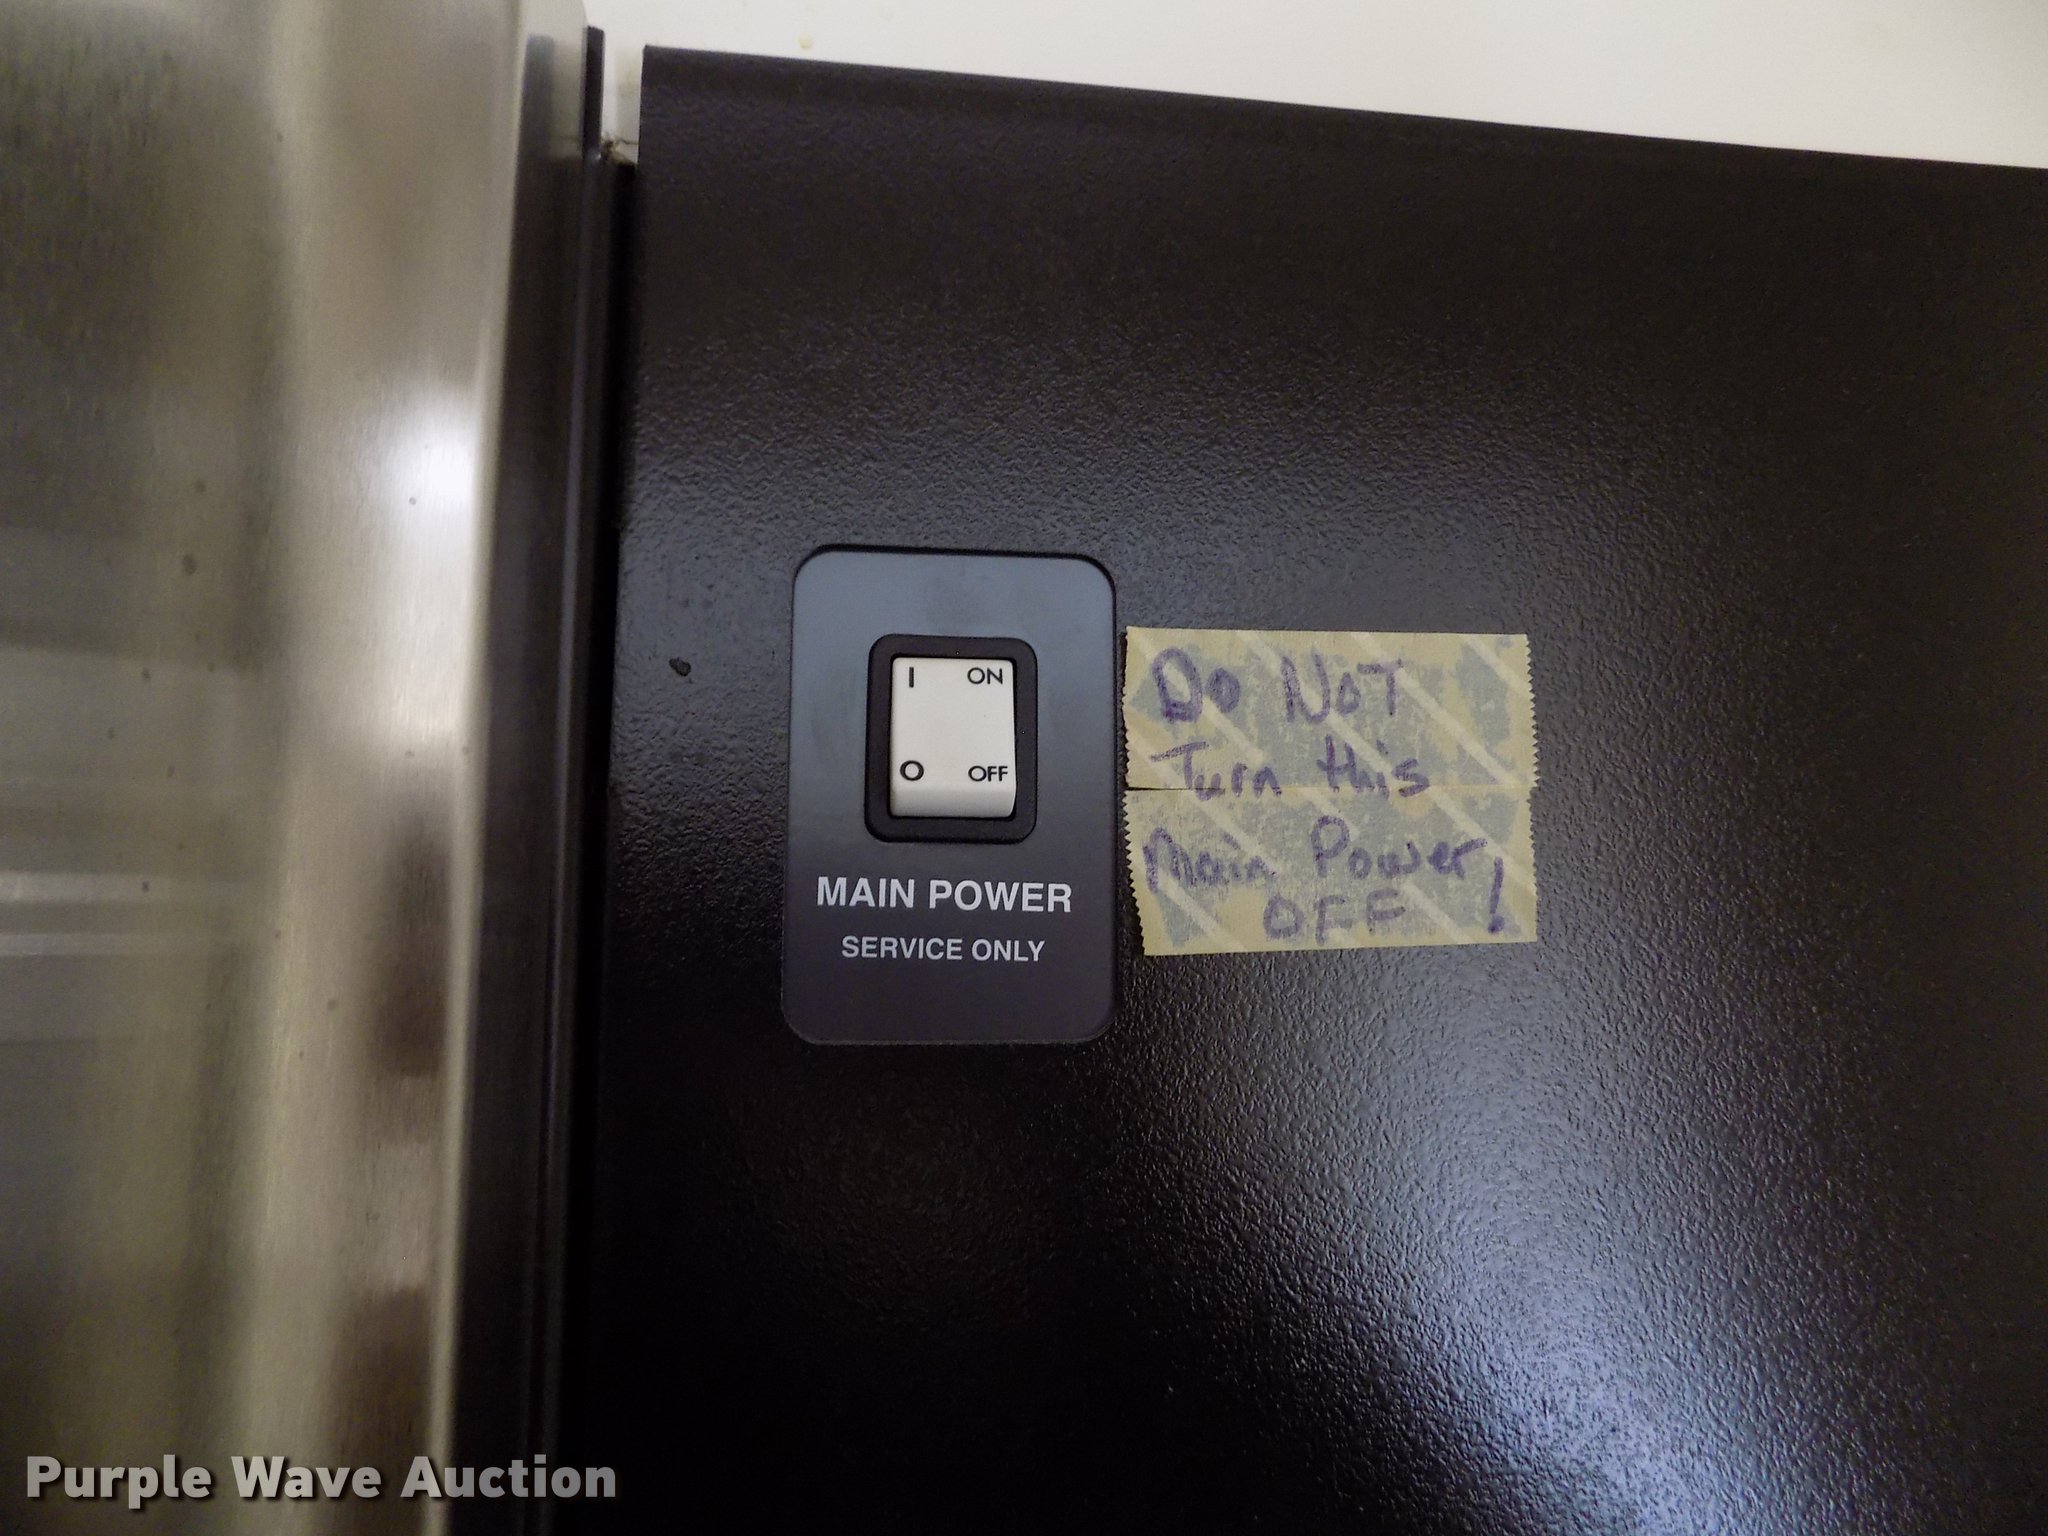 I ON
O OFF
MAIN POWER
SERVICE ONLY
Do NoT
Turn this
Main Power
OFF !
Purple Wave Auction